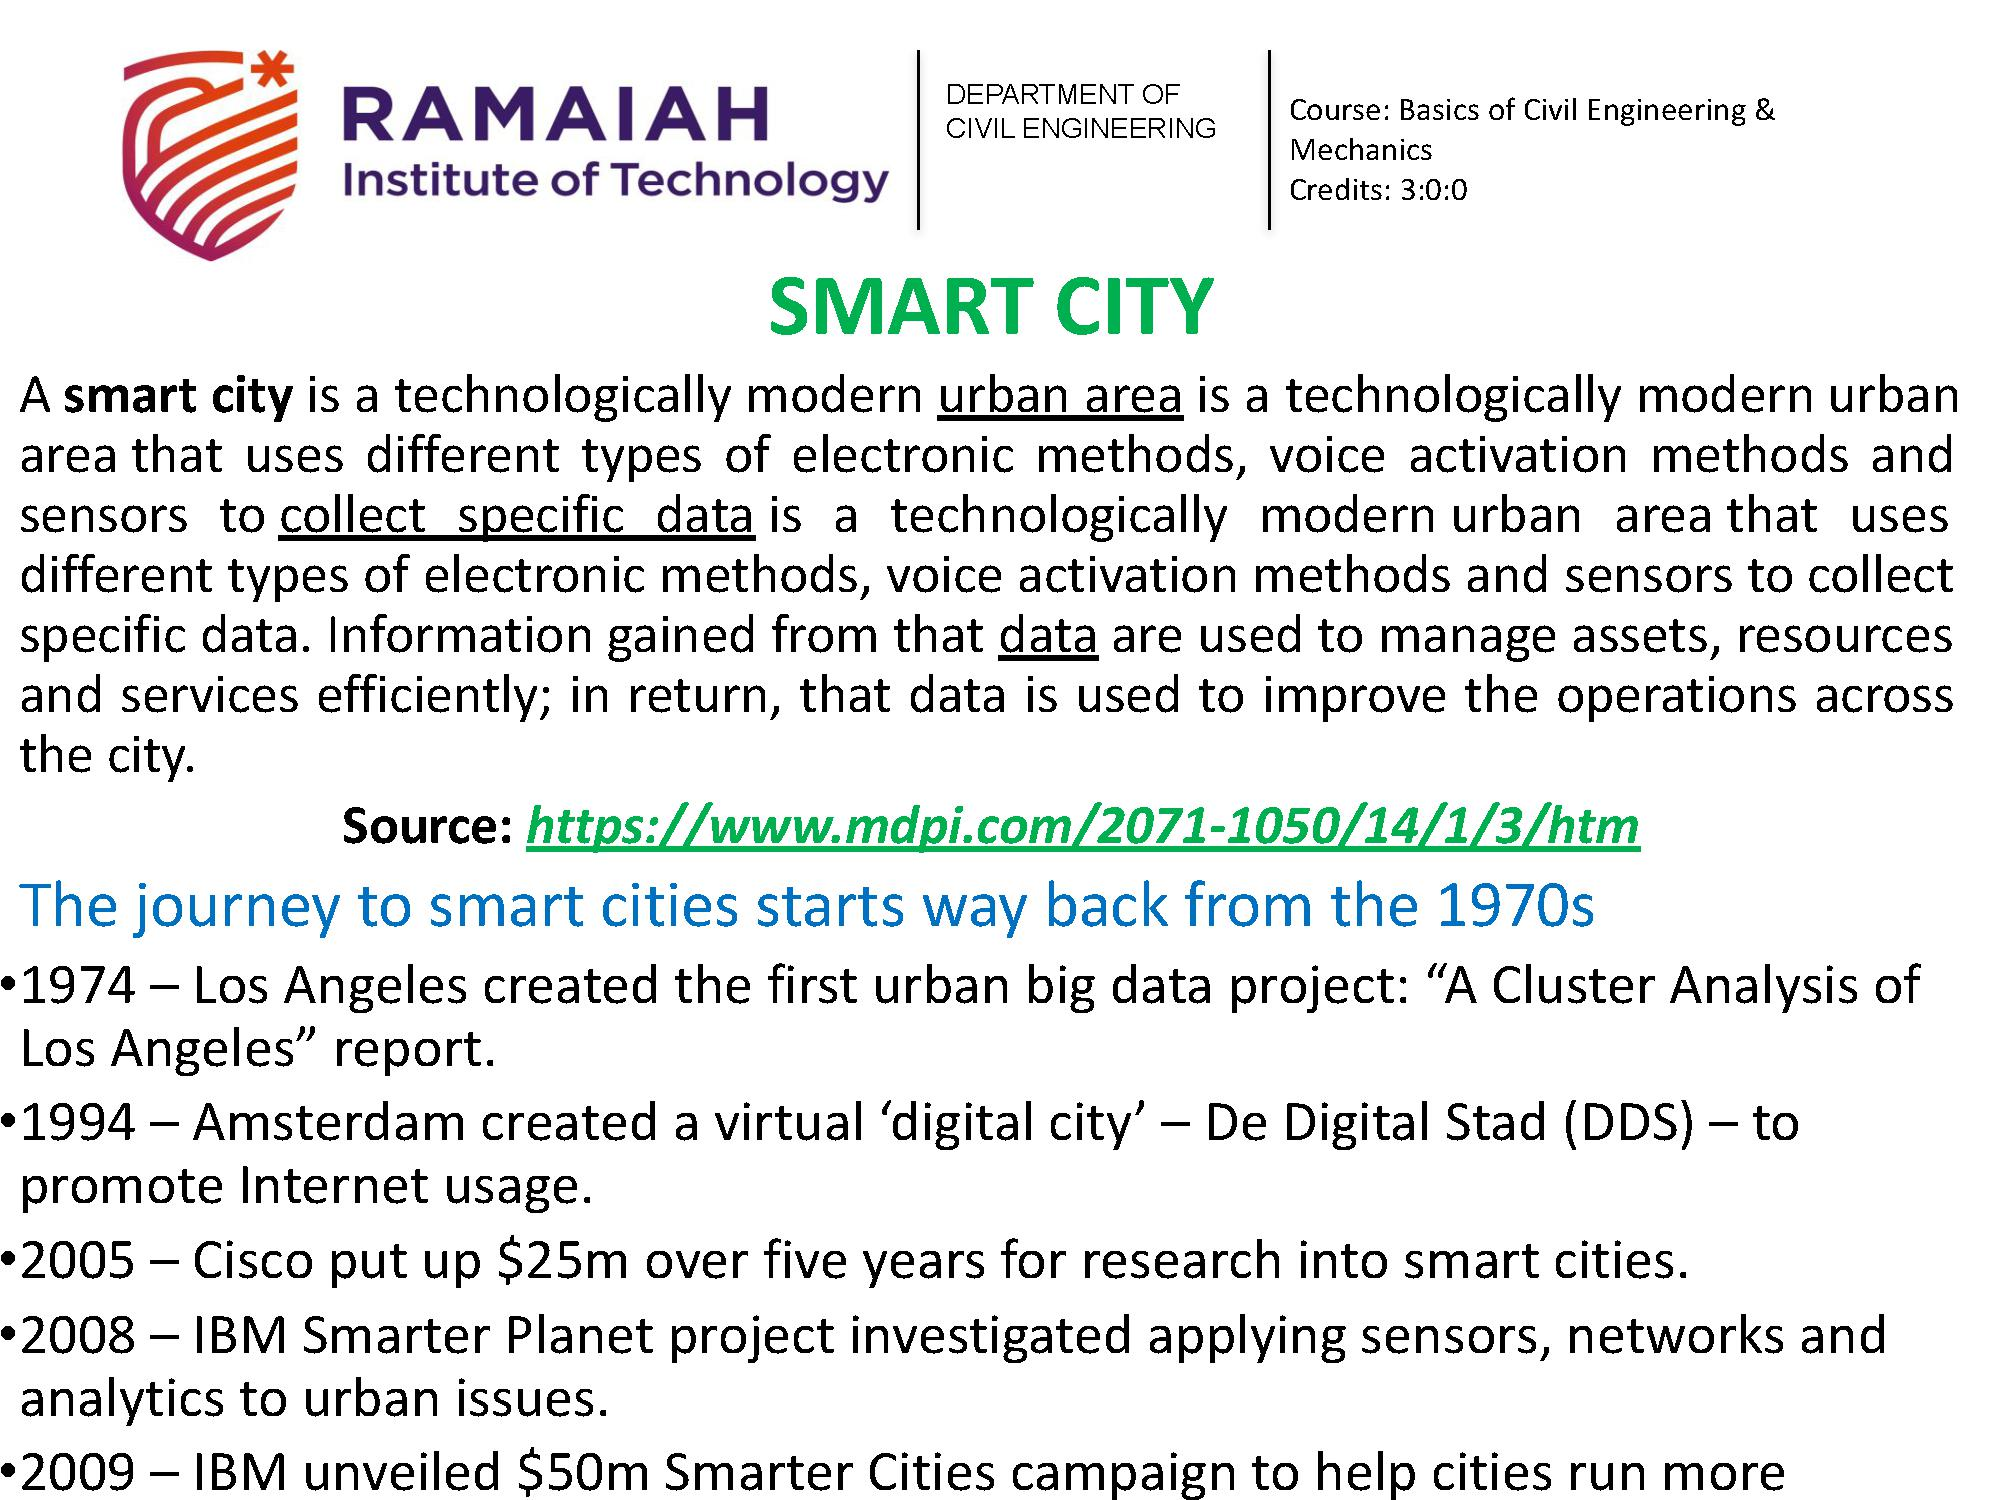 RAMAIAH
Institute of Technology
DEPARTMENT OF
CIVIL ENGINEERING
Course: Basics of Civil Engineering &
Mechanics
Credits: 3:0:0
SMART CITY
A smart city is a technologically modern urban area is a technologically modern urban
area that uses different types of electronic methods, voice activation methods and
sensors to collect specific data is a technologically modern urban area that uses
different types of electronic methods, voice activation methods and sensors to collect
specific data. Information gained from that data are used to manage assets, resources
and services efficiently; in return, that data is used to improve the operations across
the city.
Source: https://www.mdpi.com/2071-1050/14/1/3/htm
The journey to smart cities starts way back from the 1970s
•1974 – Los Angeles created the first urban big data project: “A Cluster Analysis of
Los Angeles” report.
•1994 – Amsterdam created a virtual ‘digital city’ – De Digital Stad (DDS) – to
promote Internet usage.
•2005 – Cisco put up $25m over five years for research into smart cities.
•2008 – IBM Smarter Planet project investigated applying sensors, networks and
analytics to urban issues.
•2009 – IBM unveiled $50m Smarter Cities campaign to help cities run more